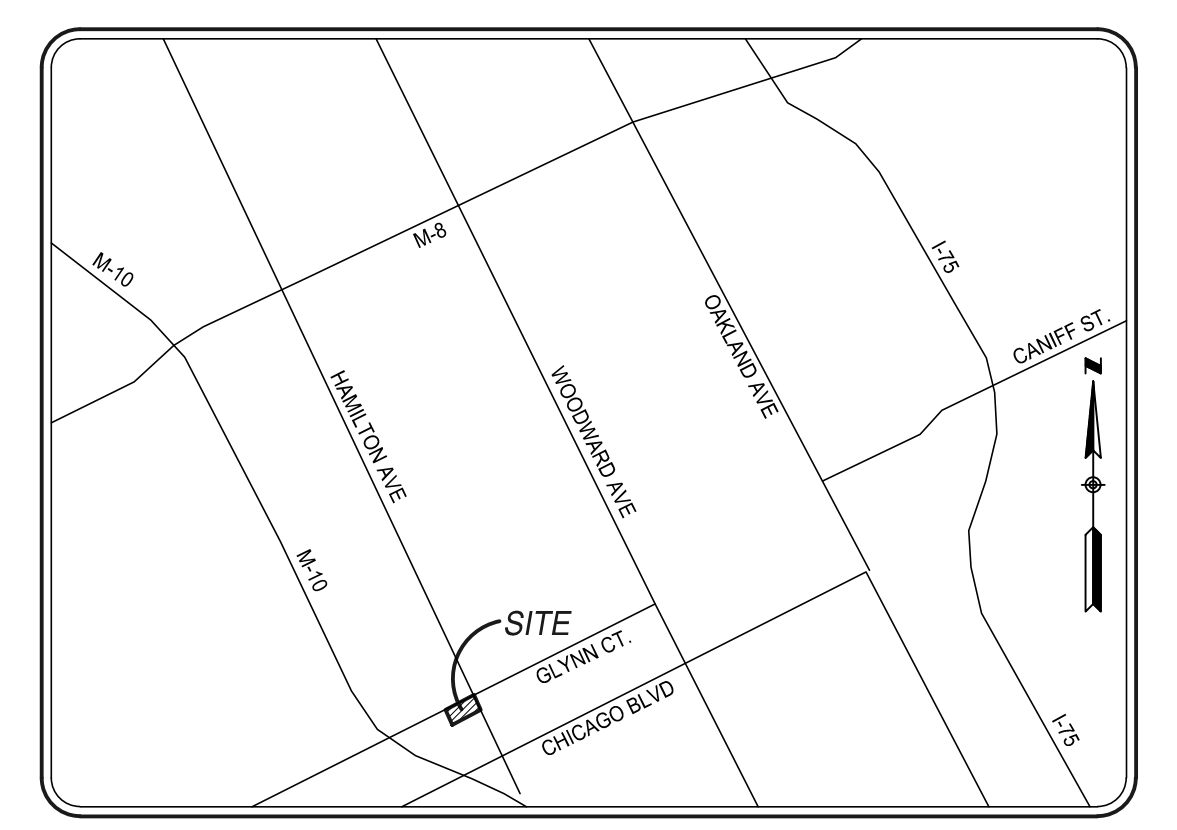 M-8
M-10
I-75
OAKLAND AVE
CANIFF ST.
N
HAMILTON AVE
WOODWARD AVE
M-10
SITE
GLYNN CT.
CHICAGO BLVD
I-75